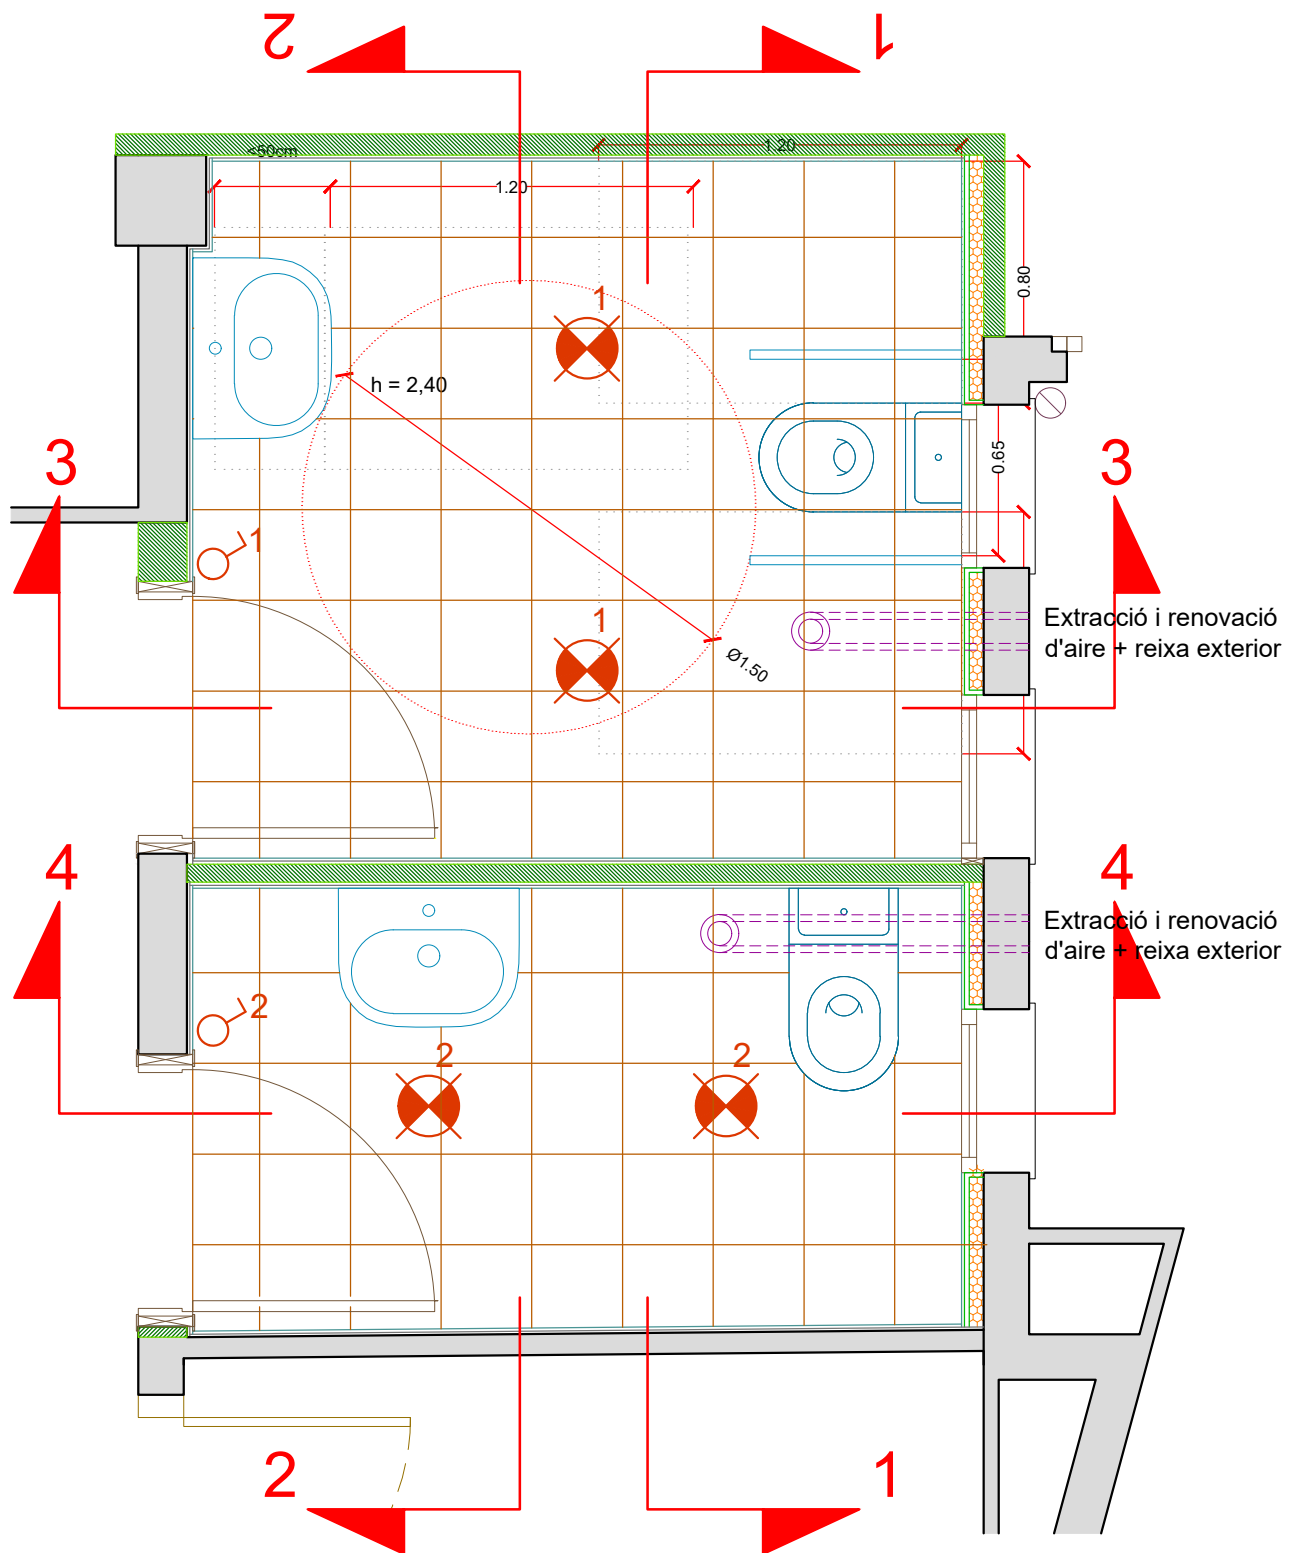 2
1
<50cm
1.20
1.20
0.80
1
h = 2,40
3
3
0.65
1
1
Extracció i renovació
d'aire + reixa exterior
Ø1.50
4
4
Extracció i renovació
d'aire + reixa exterior
2
2
2
2
1